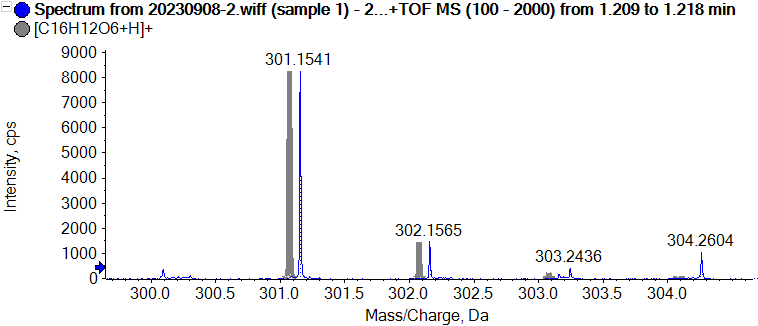 Spectrum from 20230908-2.wiff (sample 1) - 2...+TOF MS (100 - 2000) from 1.209 to 1.218 min
[C16H12O6+H]+
9000
8000
7000
6000
5000
4000
3000
2000
1000
0
Intensity, cps
301.1541
302.1565
303.2436
304.2604
300.0 300.5 301.0 301.5 302.0 302.5 303.0 303.5 304.0
Mass/Charge, Da